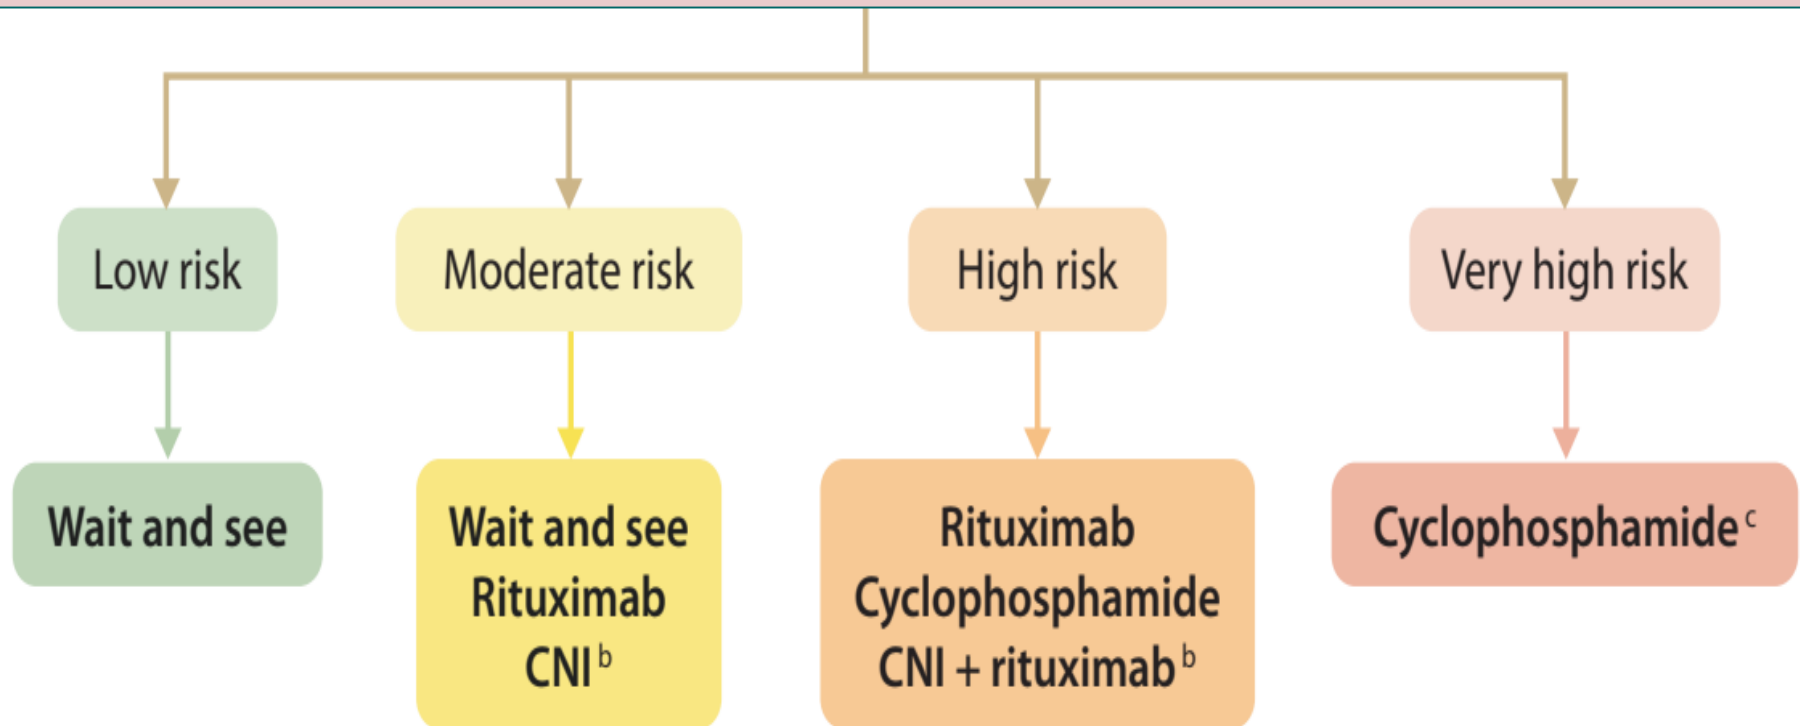 Low risk
Moderate risk
High risk
Very high risk
Wait and see
Wait and see
Rituximab
CNI b
Rituximab
Cyclophosphamide
CNI + rituximab b
Cyclophosphamide c